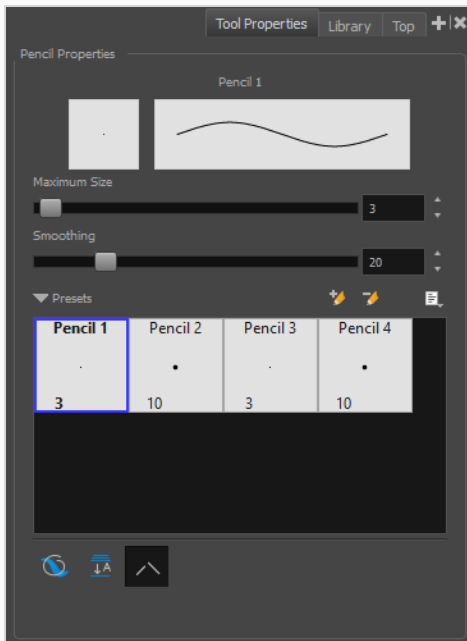 Tool Properties Library Top
Pencil Properties
Pencil 1
Maximum Size
3
Smoothing
20
Presets
Pencil 1 Pencil 2 Pencil 3 Pencil 4
3 10 3 10
A